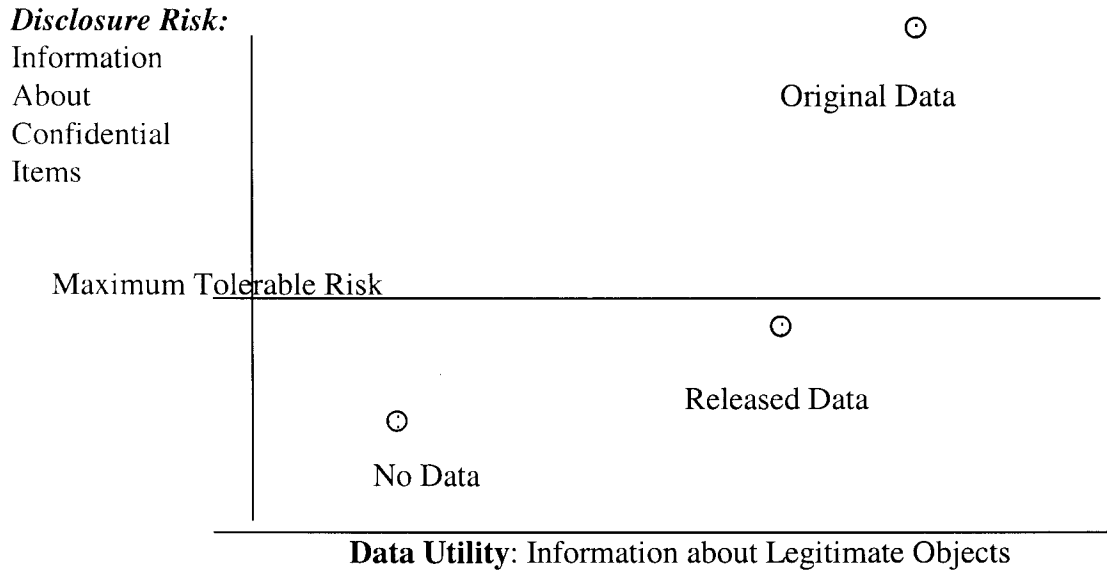 Disclosure Risk:
Information
About
Confidential
Items
Original Data
Maximum Tolerable Risk
Released Data
No Data
Data Utility: Information about Legitimate Objects